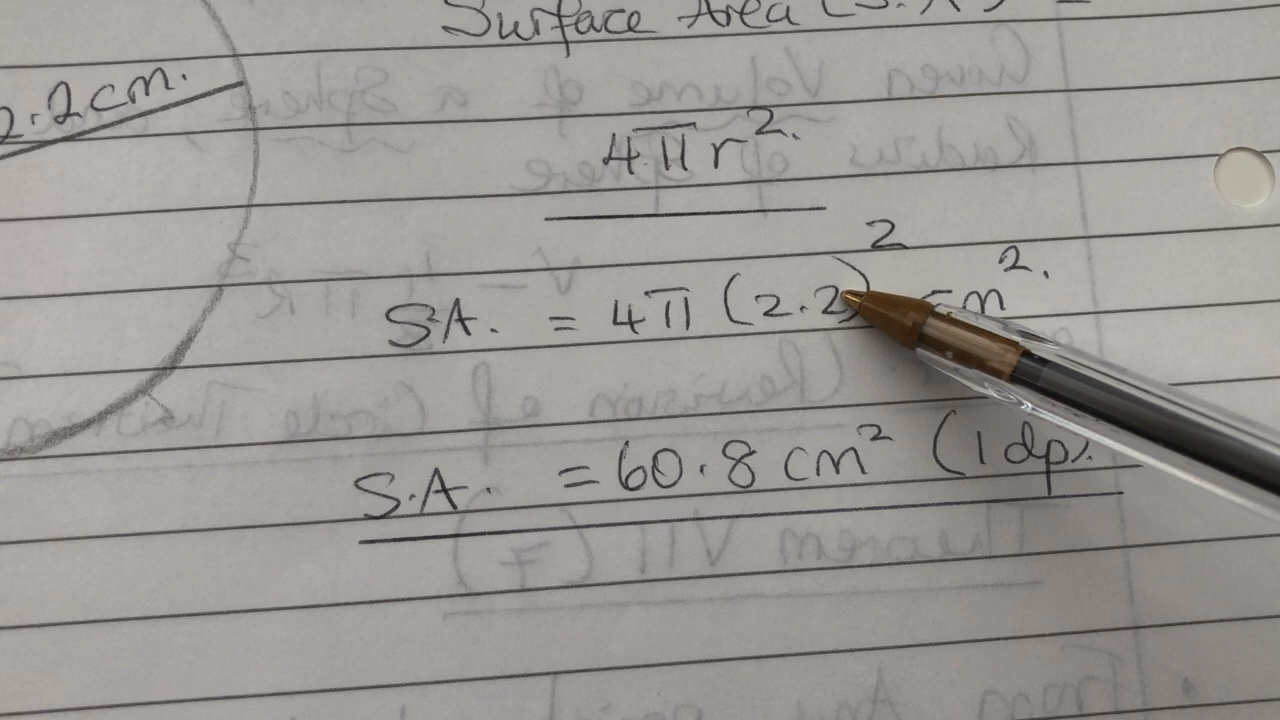 Surface Area (S.A) =
2.2cm.
4πr².
S.A. = 4π (2.2)² cm².
S.A. = 60.8 cm² (1dp).